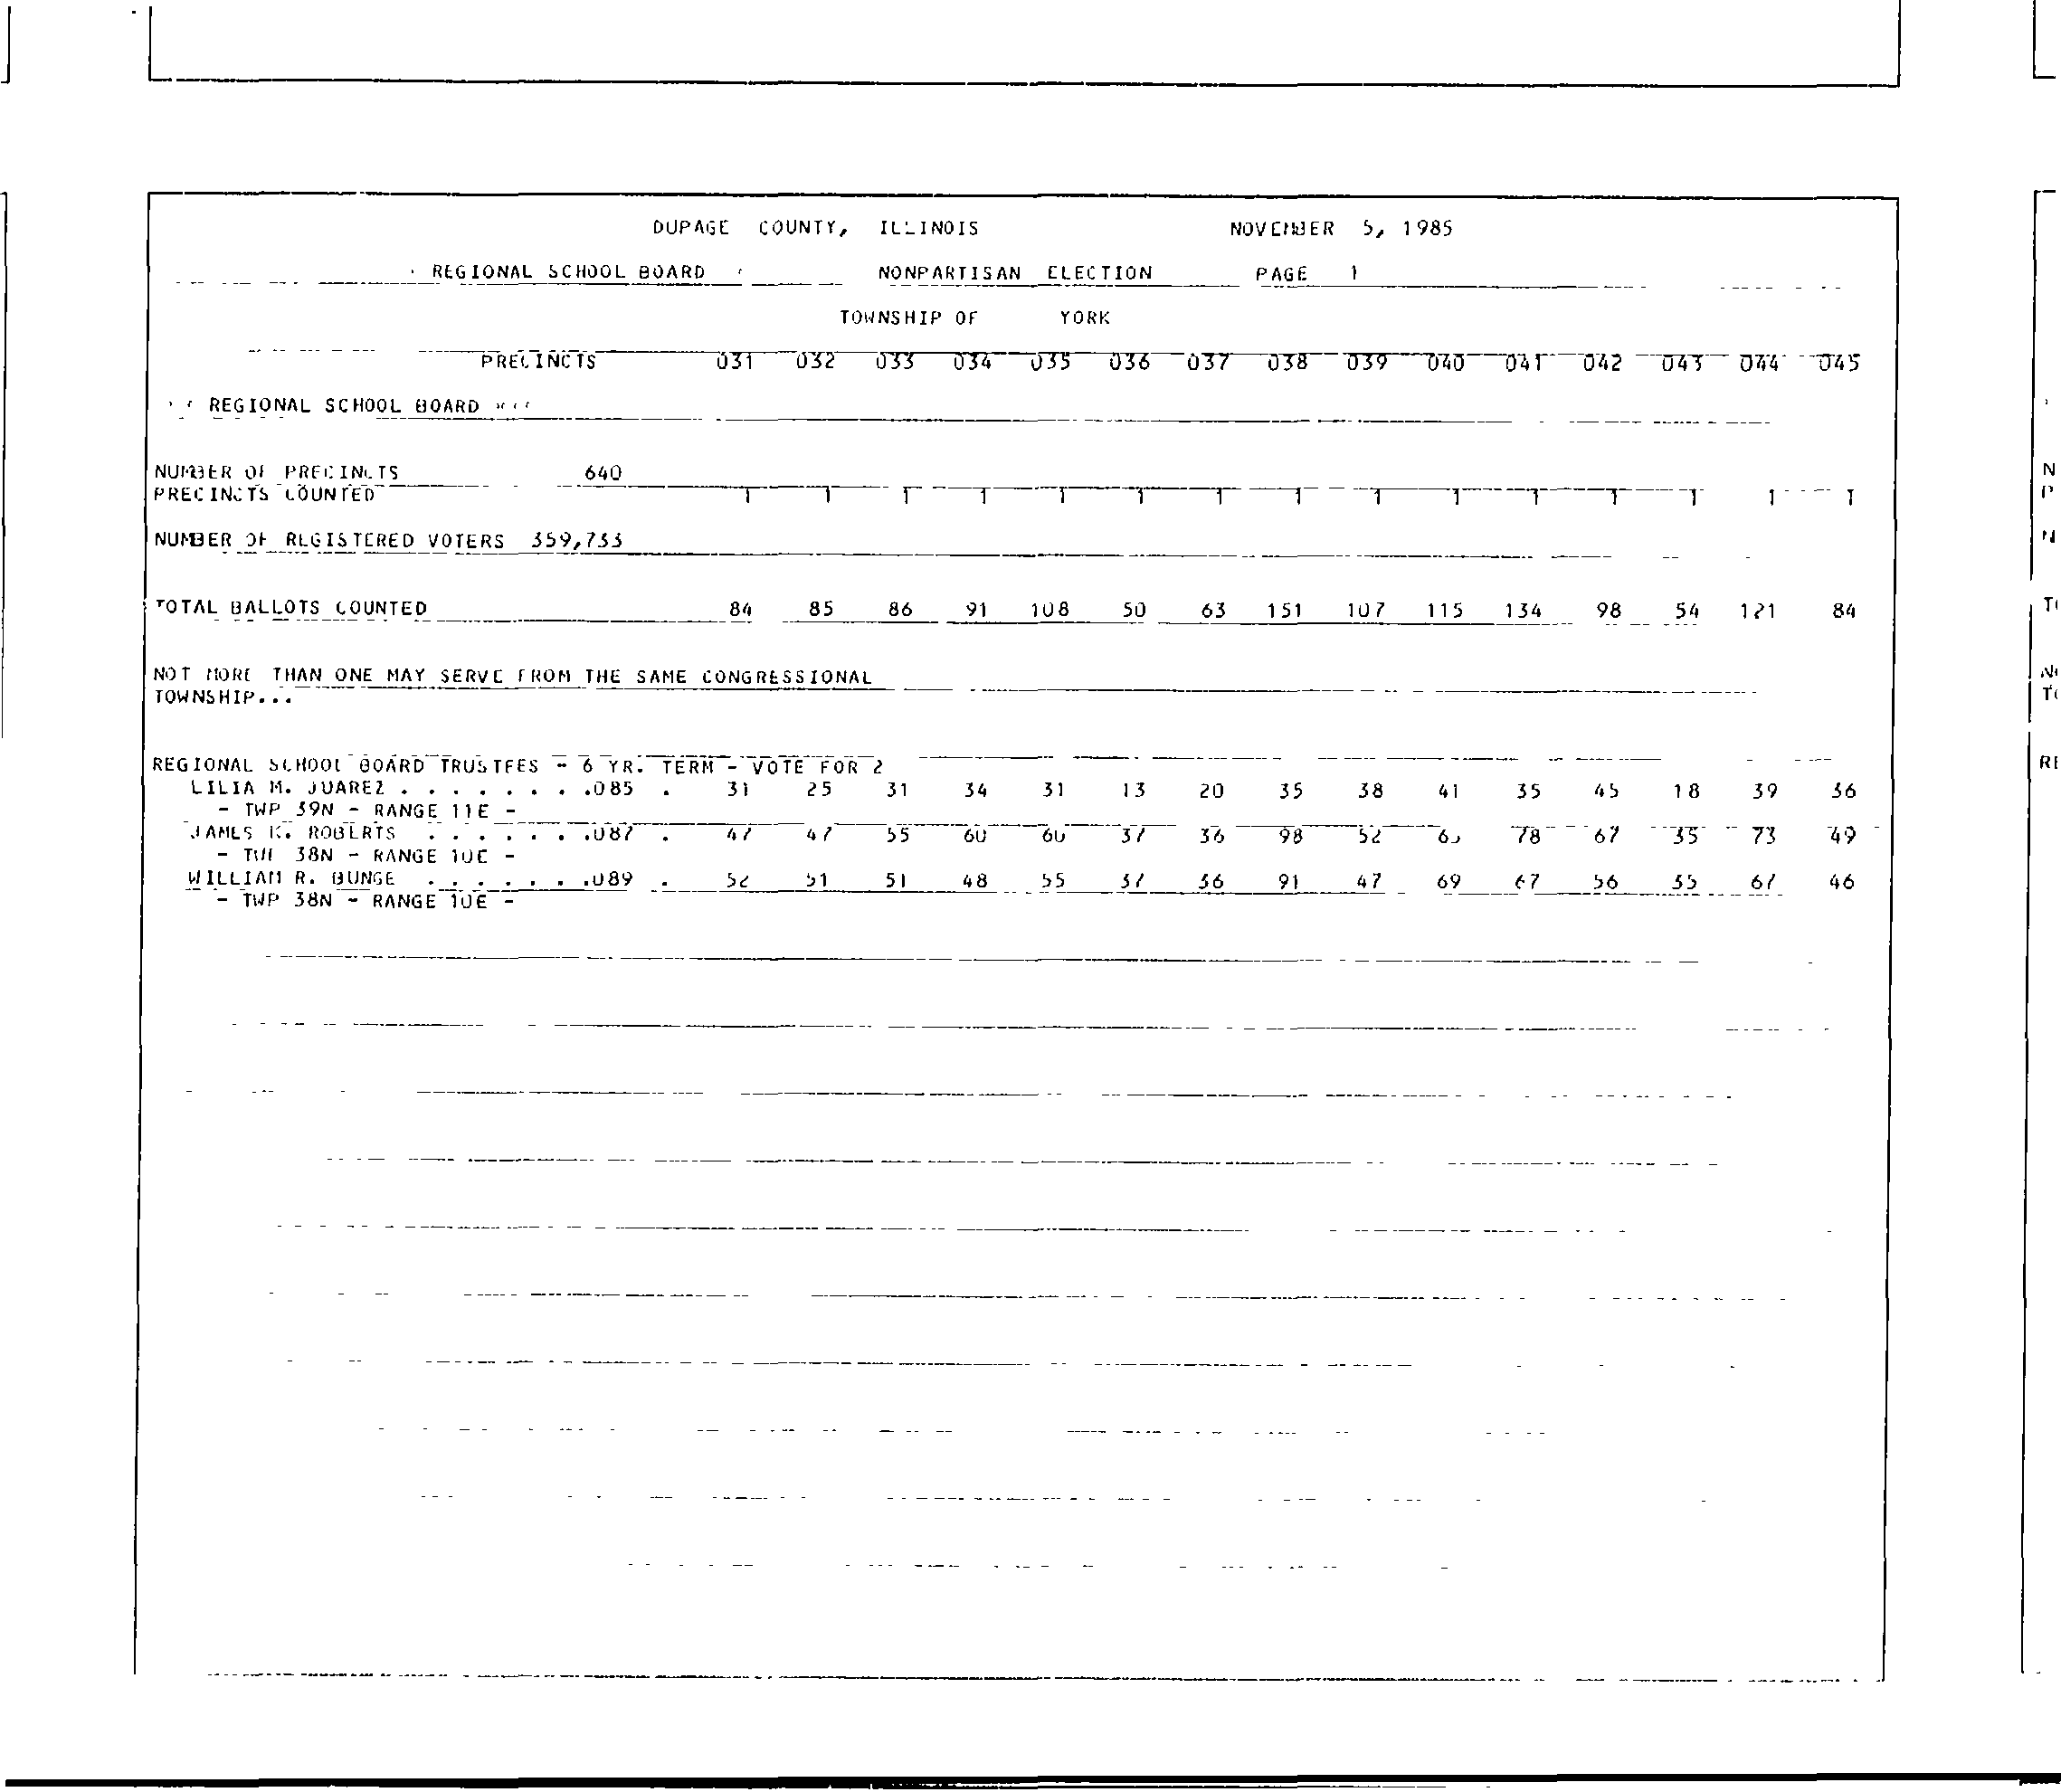 DUPAGE COUNTY, ILLINOIS NOVEMBER 5, 1985
REGIONAL SCHOOL BOARD NONPARTISAN ELECTION PAGE 1
TOWNSHIP OF YORK
PRECINCTS 031 032 033 034 035 036 037 038 039 040 041 042 043 044 045
REGIONAL SCHOOL BOARD
NUMBER OF PRECINCTS 640
PRECINCTS COUNTED 1 1 1 1 1 1 1 1 1 1 1 1 1 1 1
NUMBER OF REGISTERED VOTERS 359,733
TOTAL BALLOTS COUNTED 84 85 86 91 108 50 63 151 107 115 134 98 54 121 84
NOT MORE THAN ONE MAY SERVE FROM THE SAME CONGRESSIONAL
TOWNSHIP...
REGIONAL SCHOOL BOARD TRUSTEES - 6 YR. TERM - VOTE FOR 2
LILIA M. JUAREZ . . . . . . . .085 . 31 25 31 34 31 13 20 35 38 41 35 45 18 39 36
- TWP 39N - RANGE 11E -
JAMES K. ROBERTS . . . . . . .087 . 47 47 55 60 60 37 36 98 52 78 67 35 73 49
- TWP 38N - RANGE 10E -
WILLIAM R. BUNGE . . . . . . .089 . 52 51 51 48 55 37 36 91 47 69 67 56 35 67 46
- TWP 38N - RANGE 10E -